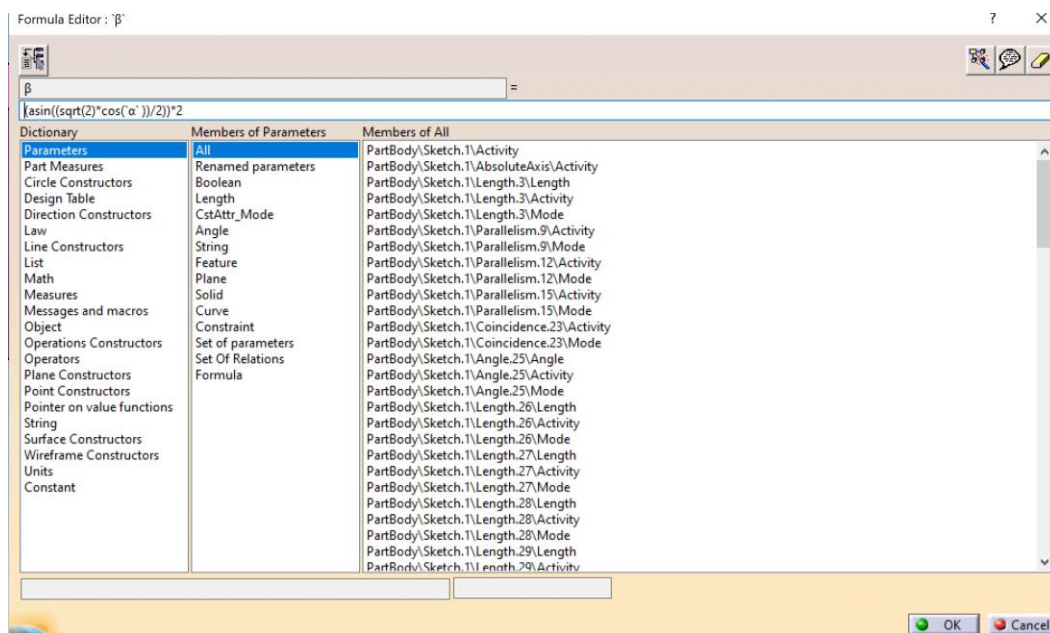 Formula Editor : `β`
? X
β =
(asin((sqrt(2)*cos(`α` ))/2))*2
Dictionary
Parameters
Part Measures
Circle Constructors
Design Table
Direction Constructors
Law
Line Constructors
List
Math
Measures
Messages and macros
Object
Operations Constructors
Operators
Plane Constructors
Point Constructors
Pointer on value functions
String
Surface Constructors
Wireframe Constructors
Units
Constant
Members of Parameters
All
Renamed parameters
Boolean
Length
CstAttr_Mode
Angle
String
Feature
Plane
Solid
Curve
Constraint
Set of parameters
Set Of Relations
Formula
Members of All
PartBody\Sketch.1\Activity
PartBody\Sketch.1\AbsoluteAxis\Activity
PartBody\Sketch.1\Length.3\Length
PartBody\Sketch.1\Length.3\Activity
PartBody\Sketch.1\Length.3\Mode
PartBody\Sketch.1\Parallelism.9\Activity
PartBody\Sketch.1\Parallelism.9\Mode
PartBody\Sketch.1\Parallelism.12\Activity
PartBody\Sketch.1\Parallelism.12\Mode
PartBody\Sketch.1\Parallelism.15\Activity
PartBody\Sketch.1\Parallelism.15\Mode
PartBody\Sketch.1\Coincidence.23\Activity
PartBody\Sketch.1\Coincidence.23\Mode
PartBody\Sketch.1\Angle.25\Angle
PartBody\Sketch.1\Angle.25\Activity
PartBody\Sketch.1\Angle.25\Mode
PartBody\Sketch.1\Length.26\Length
PartBody\Sketch.1\Length.26\Activity
PartBody\Sketch.1\Length.26\Mode
PartBody\Sketch.1\Length.27\Length
PartBody\Sketch.1\Length.27\Activity
PartBody\Sketch.1\Length.27\Mode
PartBody\Sketch.1\Length.28\Length
PartBody\Sketch.1\Length.28\Activity
PartBody\Sketch.1\Length.28\Mode
PartBody\Sketch.1\Length.29\Length
PartBody\Sketch.1\Length.29\Activity
OK Cancel